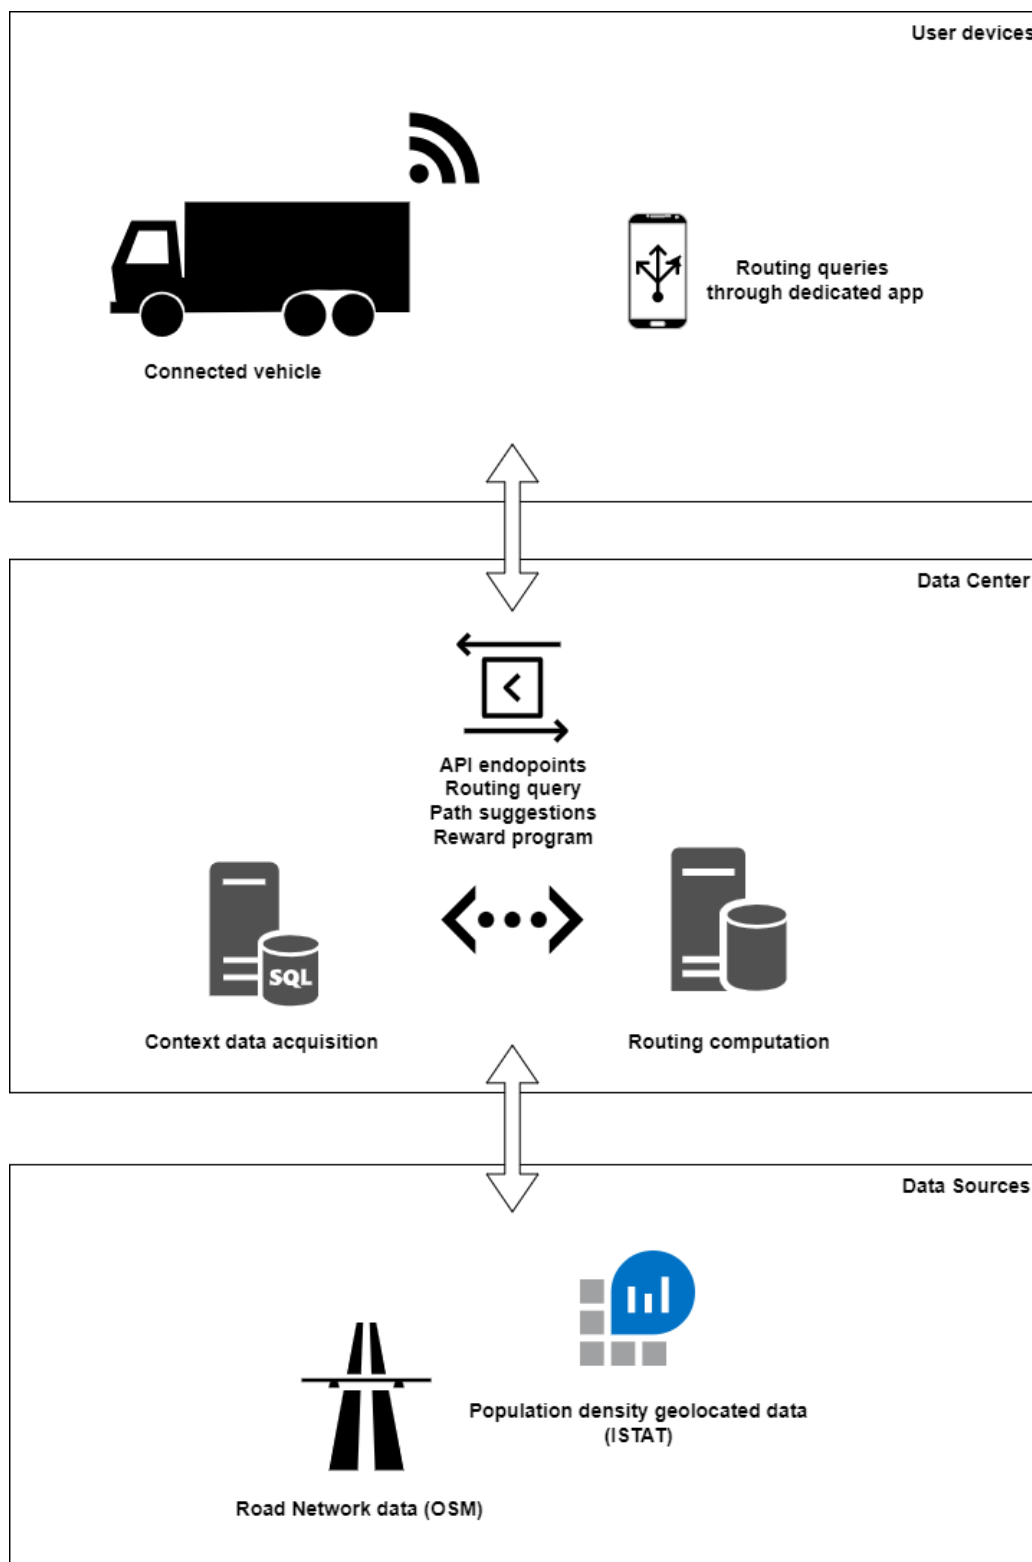 User devices
Routing queries
through dedicated app
Connected vehicle
Data Center
API endopoints
Routing query
Path suggestions
Reward program
SQL
Context data acquisition
Routing computation
Data Sources
Population density geolocated data
(ISTAT)
Road Network data (OSM)